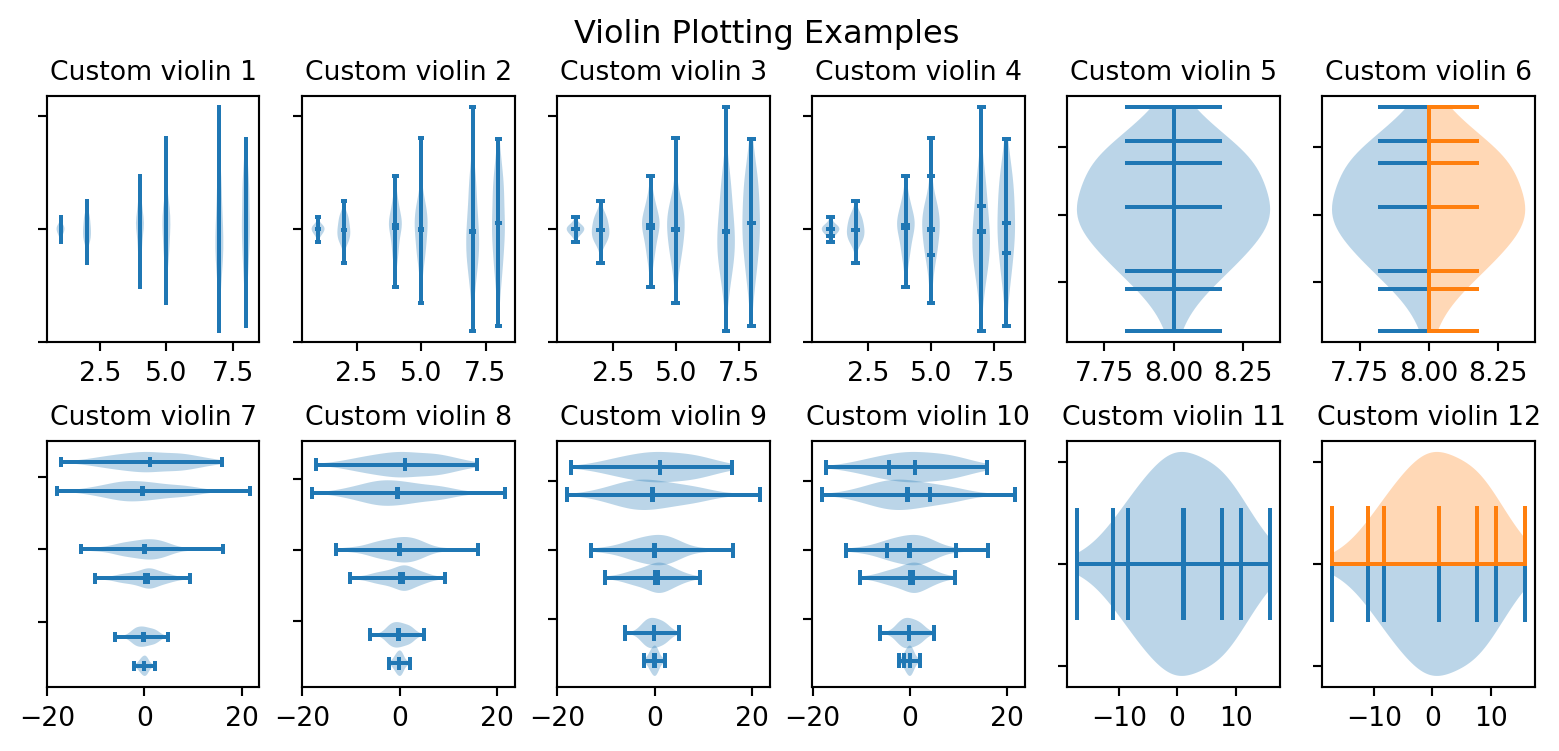 Violin Plotting Examples
Custom violin 1 Custom violin 2 Custom violin 3 Custom violin 4 Custom violin 5 Custom violin 6
2.5 5.0 7.5 2.5 5.0 7.5 2.5 5.0 7.5 2.5 5.0 7.5 7.75 8.00 8.25 7.75 8.00 8.25
Custom violin 7 Custom violin 8 Custom violin 9 Custom violin 10 Custom violin 11 Custom violin 12
−20 0 20 −20 0 20 −20 0 20 −20 0 20 −10 0 10 −10 0 10